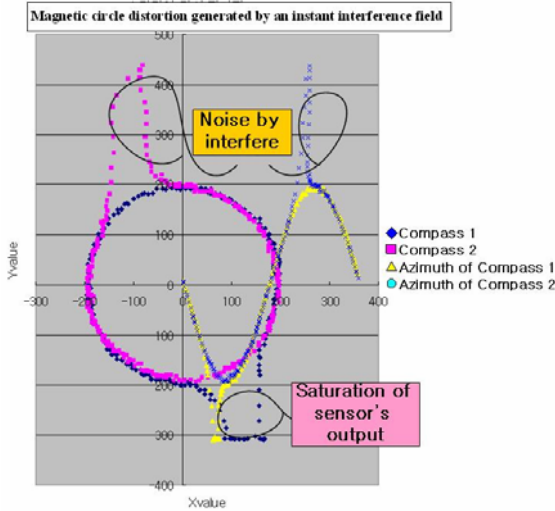 Magnetic circle distortion generated by an instant interference field
500
400
300
200
100
0
-300 -200 -100 0 100 200 300 400
100
-200
-300
-400
Yvalue
Xvalue
Noise by
interfere
Saturation of
sensor's
output
Compass 1
Compass 2
Azimuth of Compass 1
Azimuth of Compass 2